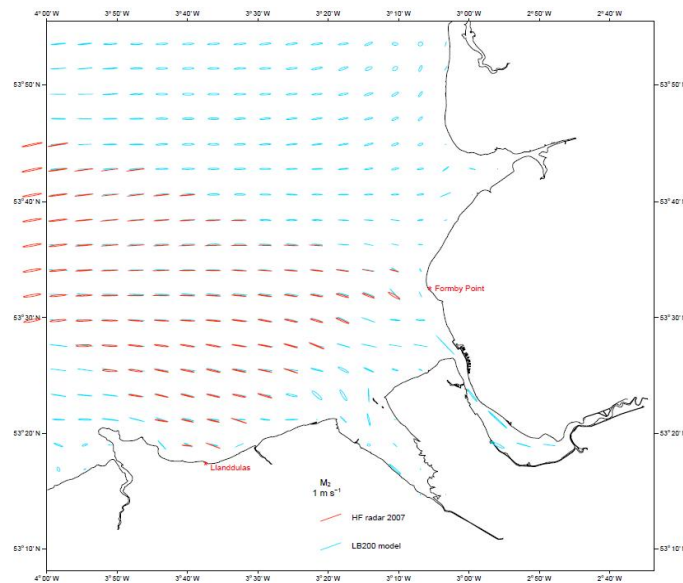 4°00'W 3°50'W 3°40'W 3°30'W 3°20'W 3°10'W 3°00'W 2°50'W 2°40'W
53°50'N 53°50'N
53°40'N 53°40'N
Formby Point
53°30'N 53°30'N
53°20'N 53°20'N
Llanddulas
M₂
1 m s⁻¹
HF radar 2007
LB200 model
53°10'N 53°10'N
4°00'W 3°50'W 3°40'W 3°30'W 3°20'W 3°10'W 3°00'W 2°50'W 2°40'W